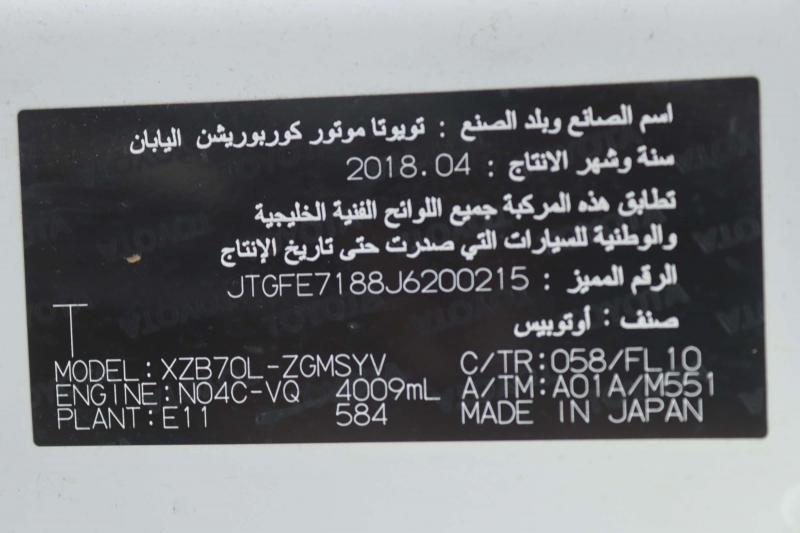 اسم الصانع وبلد الصنع : تويوتا موتور كوربوريشن اليابان
سنة وشهر الانتاج : 2018.04
تطابق هذه المركبة جميع اللوائح الفنية الخليجية
والوطنية للسيارات التي صدرت حتى تاريخ الإنتاج
الرقم المميز : JTGFE7188J6200215
صنف : أوتوبيس
T
MODEL:XZB70L-ZGMSYV C/TR:058/FL10
ENGINE:N04C-VQ 4009mL A/TM:A01A/M551
PLANT:E11 584 MADE IN JAPAN